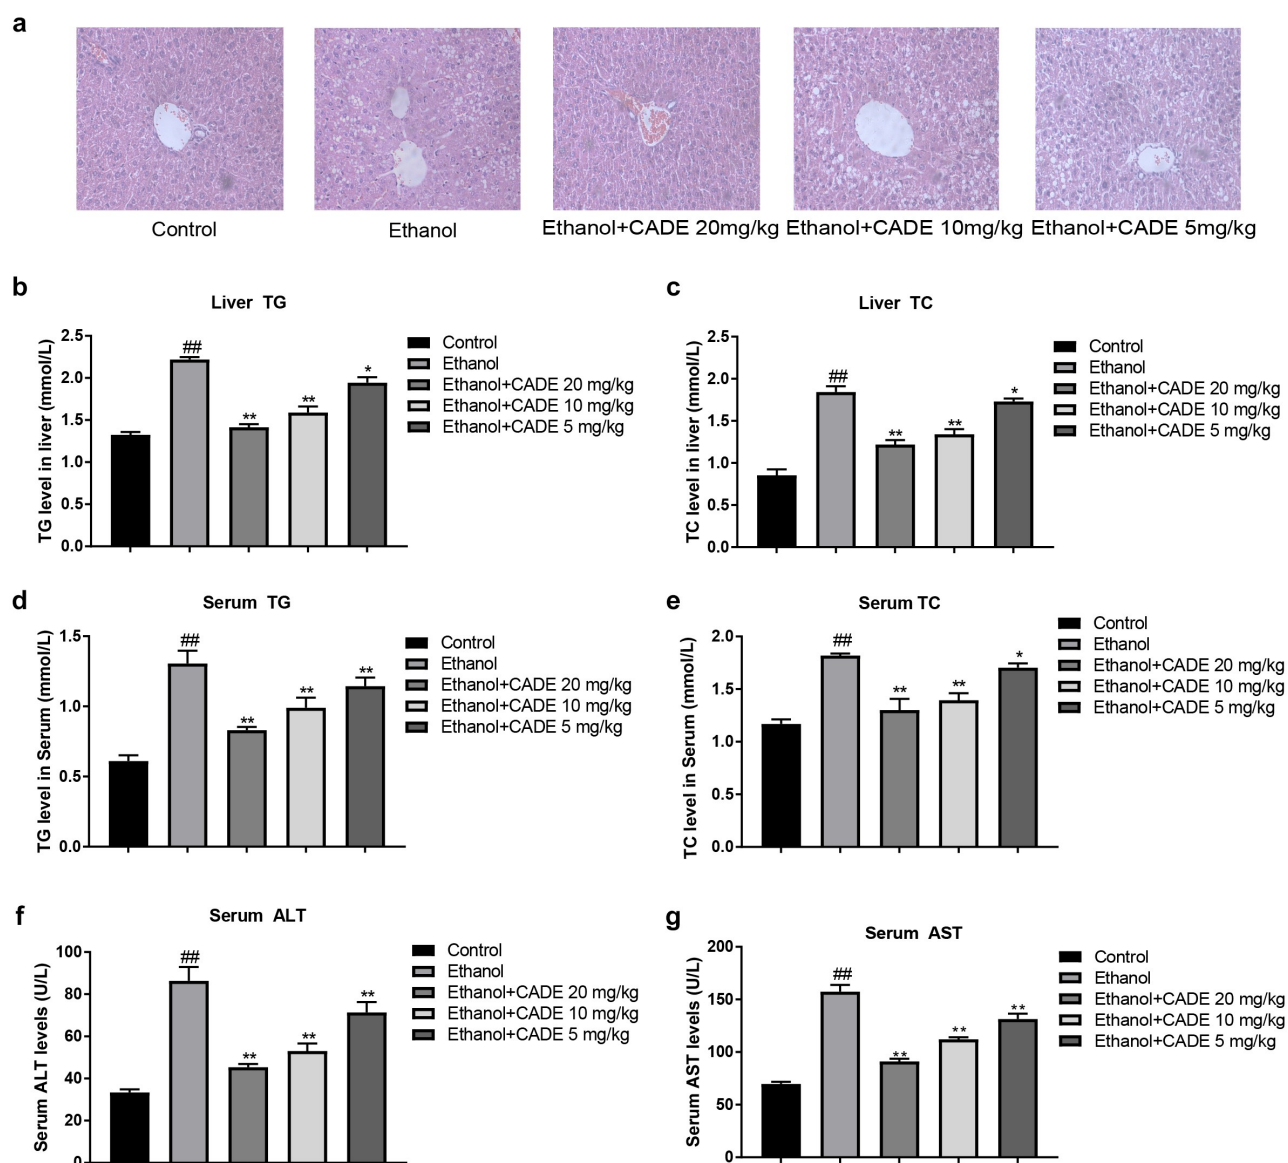 a
Control
Ethanol
Ethanol+CADE 20mg/kg
Ethanol+CADE 10mg/kg
Ethanol+CADE 5mg/kg
b
Liver TG
TG level in liver (mmol/L)
2.5
2.0
1.5
1.0
0.5
0.0
##
**
**
*
Control
Ethanol
Ethanol+CADE 20 mg/kg
Ethanol+CADE 10 mg/kg
Ethanol+CADE 5 mg/kg
c
Liver TC
TC level in liver (mmol/L)
2.5
2.0
1.5
1.0
0.5
0.0
##
**
**
*
Control
Ethanol
Ethanol+CADE 20 mg/kg
Ethanol+CADE 10 mg/kg
Ethanol+CADE 5 mg/kg
d
Serum TG
TG level in Serum (mmol/L)
1.5
1.0
0.5
0.0
##
**
**
**
Control
Ethanol
Ethanol+CADE 20 mg/kg
Ethanol+CADE 10 mg/kg
Ethanol+CADE 5 mg/kg
e
Serum TC
TC level in Serum (mmol/L)
2.0
1.5
1.0
0.5
0.0
##
**
**
*
Control
Ethanol
Ethanol+CADE 20 mg/kg
Ethanol+CADE 10 mg/kg
Ethanol+CADE 5 mg/kg
f
Serum ALT
Serum ALT levels (U/L)
100
80
60
40
20
0
##
**
**
**
Control
Ethanol
Ethanol+CADE 20 mg/kg
Ethanol+CADE 10 mg/kg
Ethanol+CADE 5 mg/kg
g
Serum AST
Serum AST levels (U/L)
200
150
100
50
0
##
**
**
**
Control
Ethanol
Ethanol+CADE 20 mg/kg
Ethanol+CADE 10 mg/kg
Ethanol+CADE 5 mg/kg